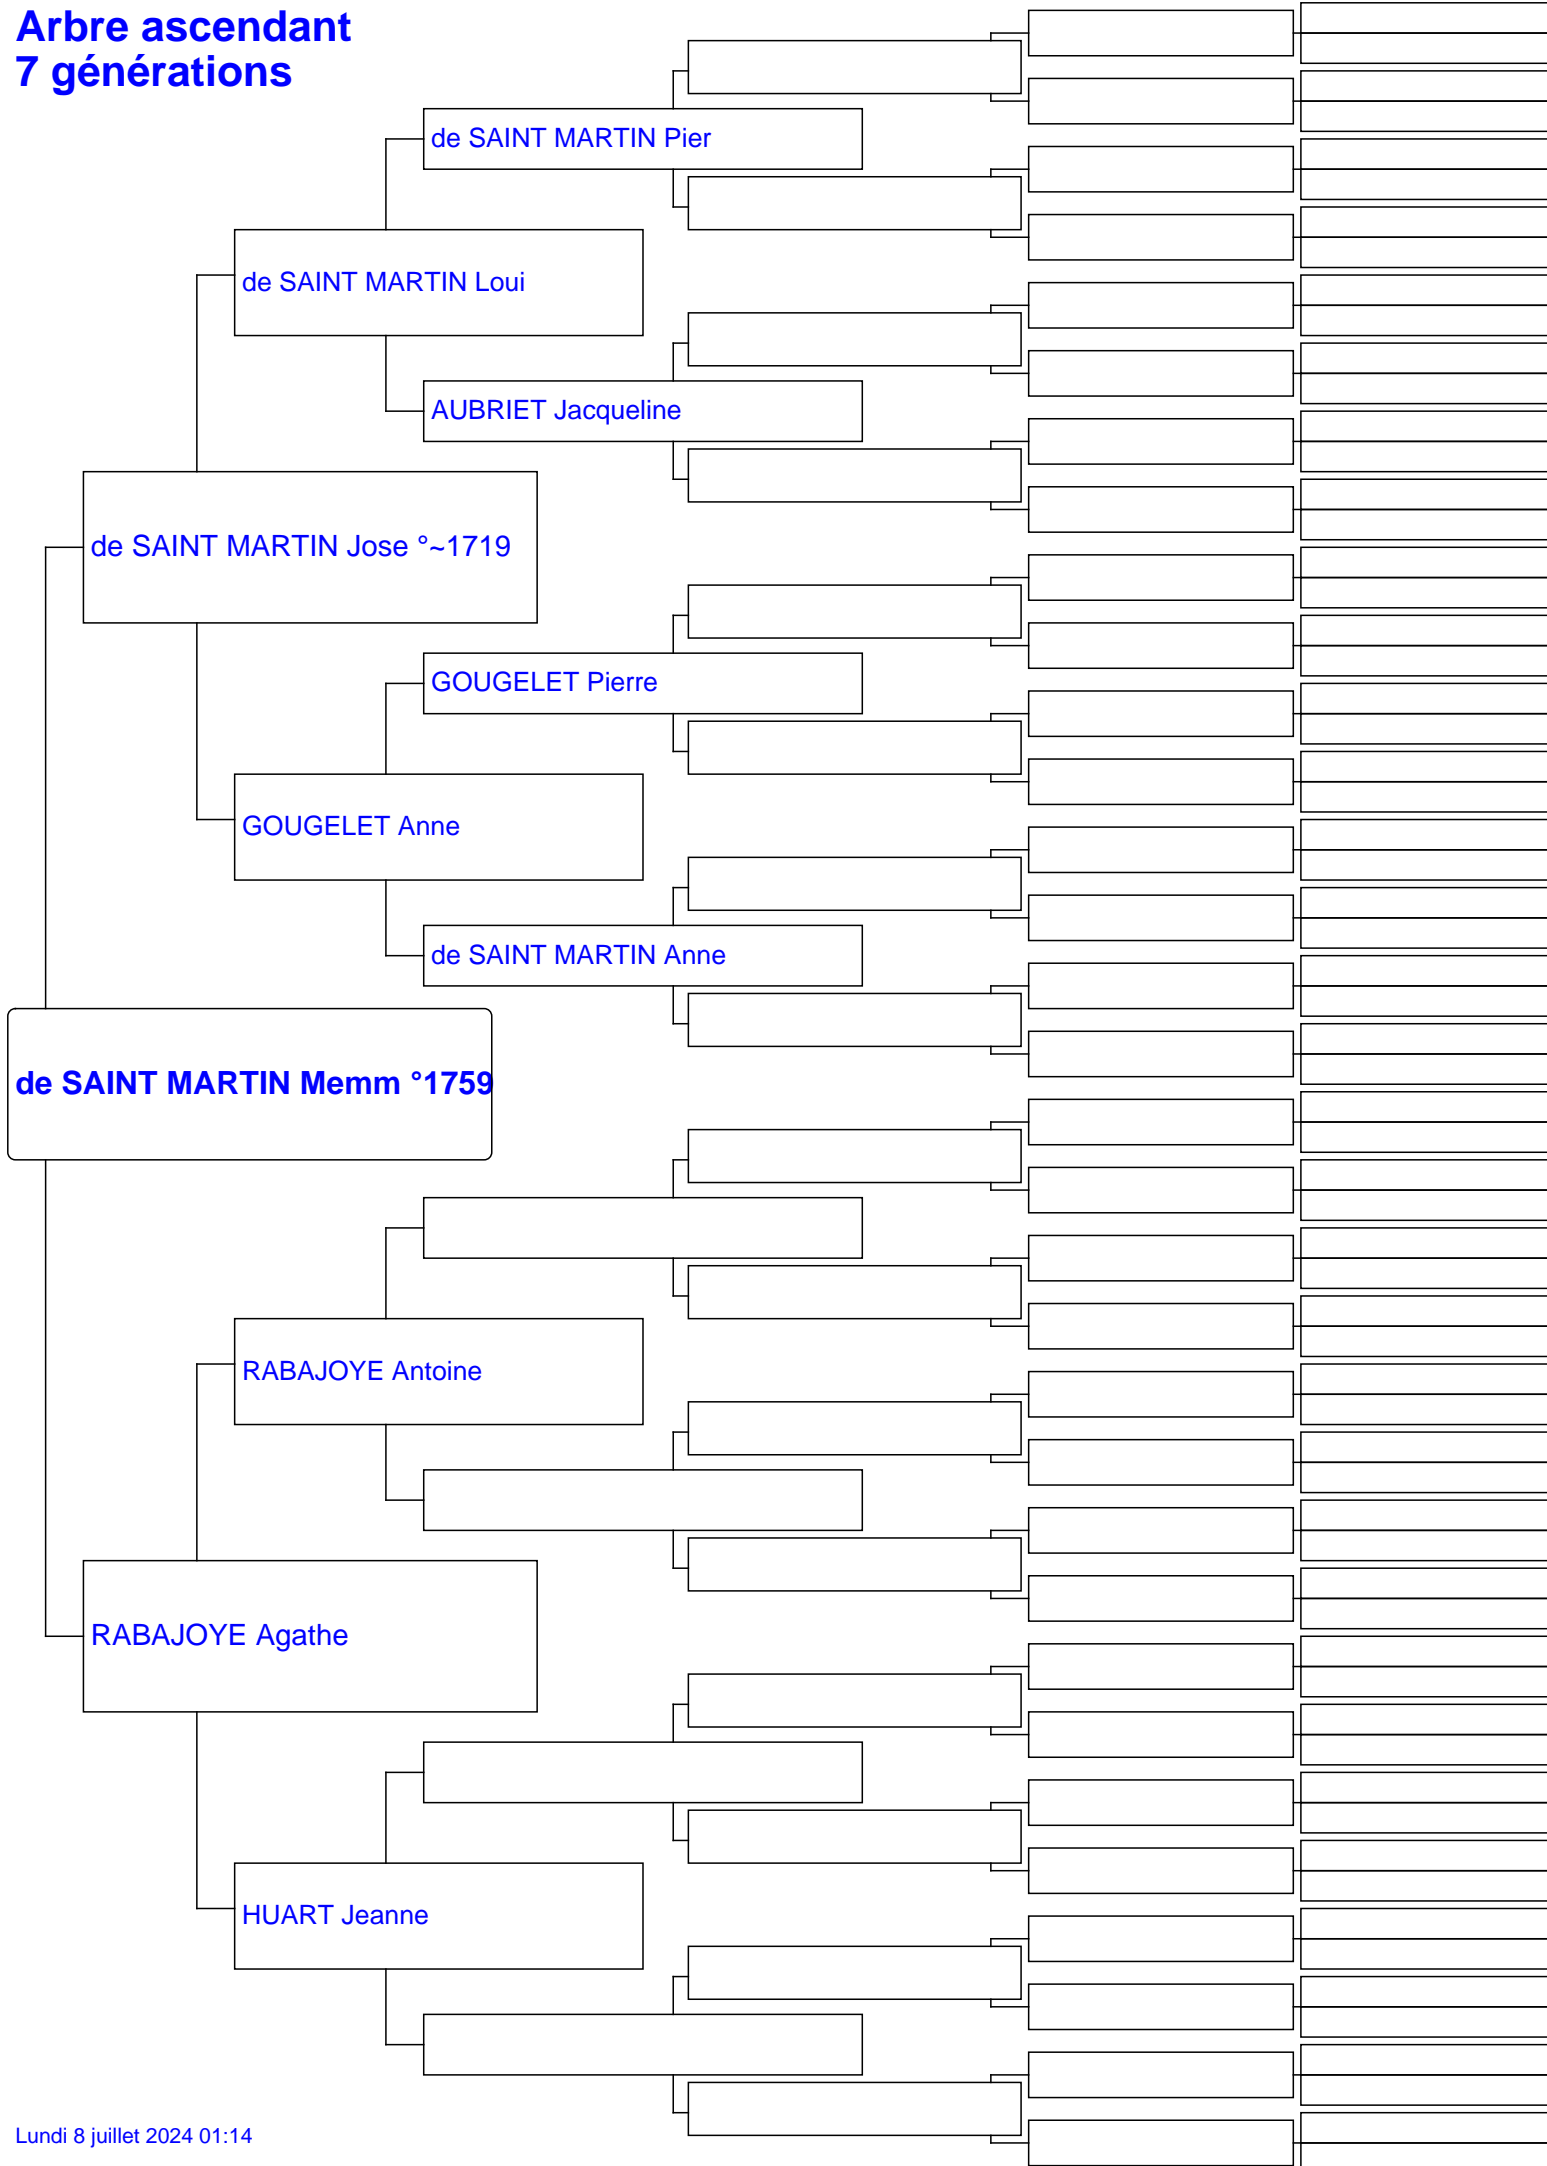 Arbre ascendant
7 générations
de SAINT MARTIN Pier
de SAINT MARTIN Loui
AUBRIET Jacqueline
de SAINT MARTIN Jose °~1719
GOUGELET Pierre
GOUGELET Anne
de SAINT MARTIN Anne
de SAINT MARTIN Memm °1759
RABAJOYE Antoine
RABAJOYE Agathe
HUART Jeanne
Lundi 8 juillet 2024 01:14